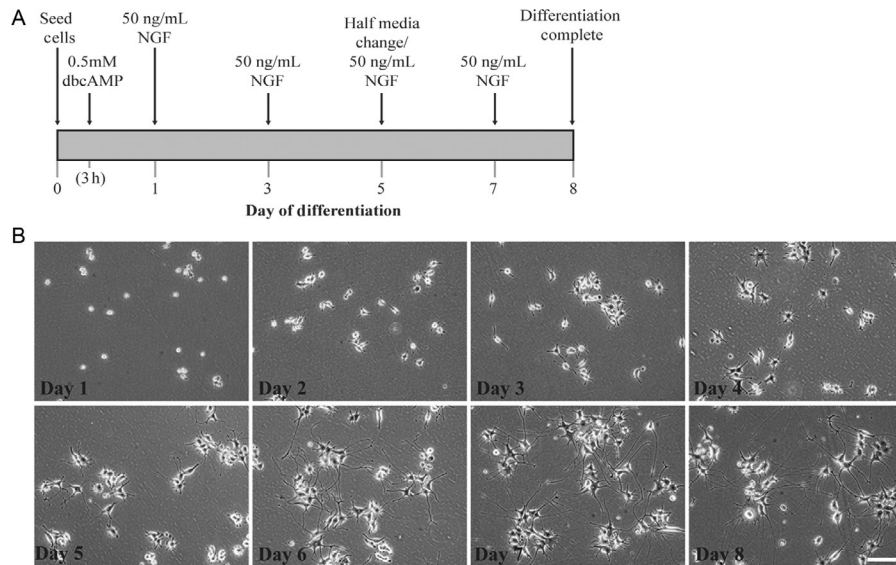 A
Seed
cells
0.5mM
dbcAMP
50 ng/mL
NGF
50 ng/mL
NGF
Half media
change/
50 ng/mL
NGF
50 ng/mL
NGF
Differentiation
complete
0
(3 h)
1
3
5
7
8
Day of differentiation
B
Day 1
Day 2
Day 3
Day 4
Day 5
Day 6
Day 7
Day 8